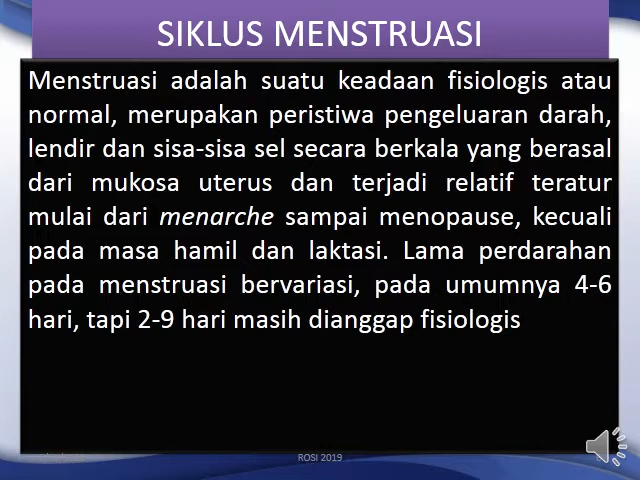 SIKLUS MENSTRUASI
Menstruasi adalah suatu keadaan fisiologis atau
normal, merupakan peristiwa pengeluaran darah,
lendir dan sisa-sisa sel secara berkala yang berasal
dari mukosa uterus dan terjadi relatif teratur
mulai dari menarche sampai menopause, kecuali
pada masa hamil dan laktasi. Lama perdarahan
pada menstruasi bervariasi, pada umumnya 4-6
hari, tapi 2-9 hari masih dianggap fisiologis
ROSI 2019